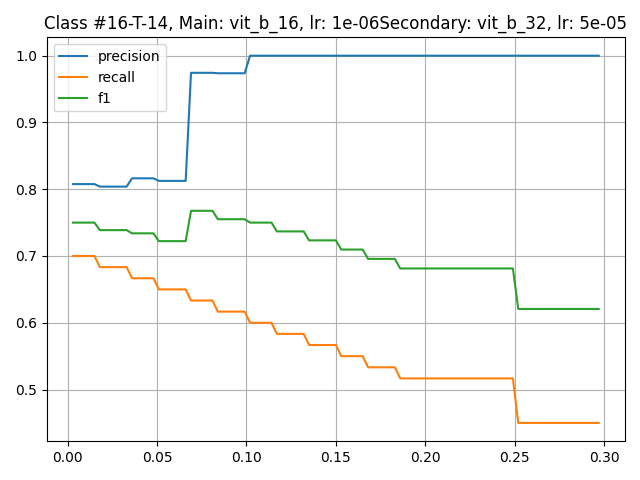 Class #16-T-14, Main: vit_b_16, lr: 1e-06Secondary: vit_b_32, lr: 5e-05
precision
recall
f1
1.0
0.9
0.8
0.7
0.6
0.5
0.00 0.05 0.10 0.15 0.20 0.25 0.30